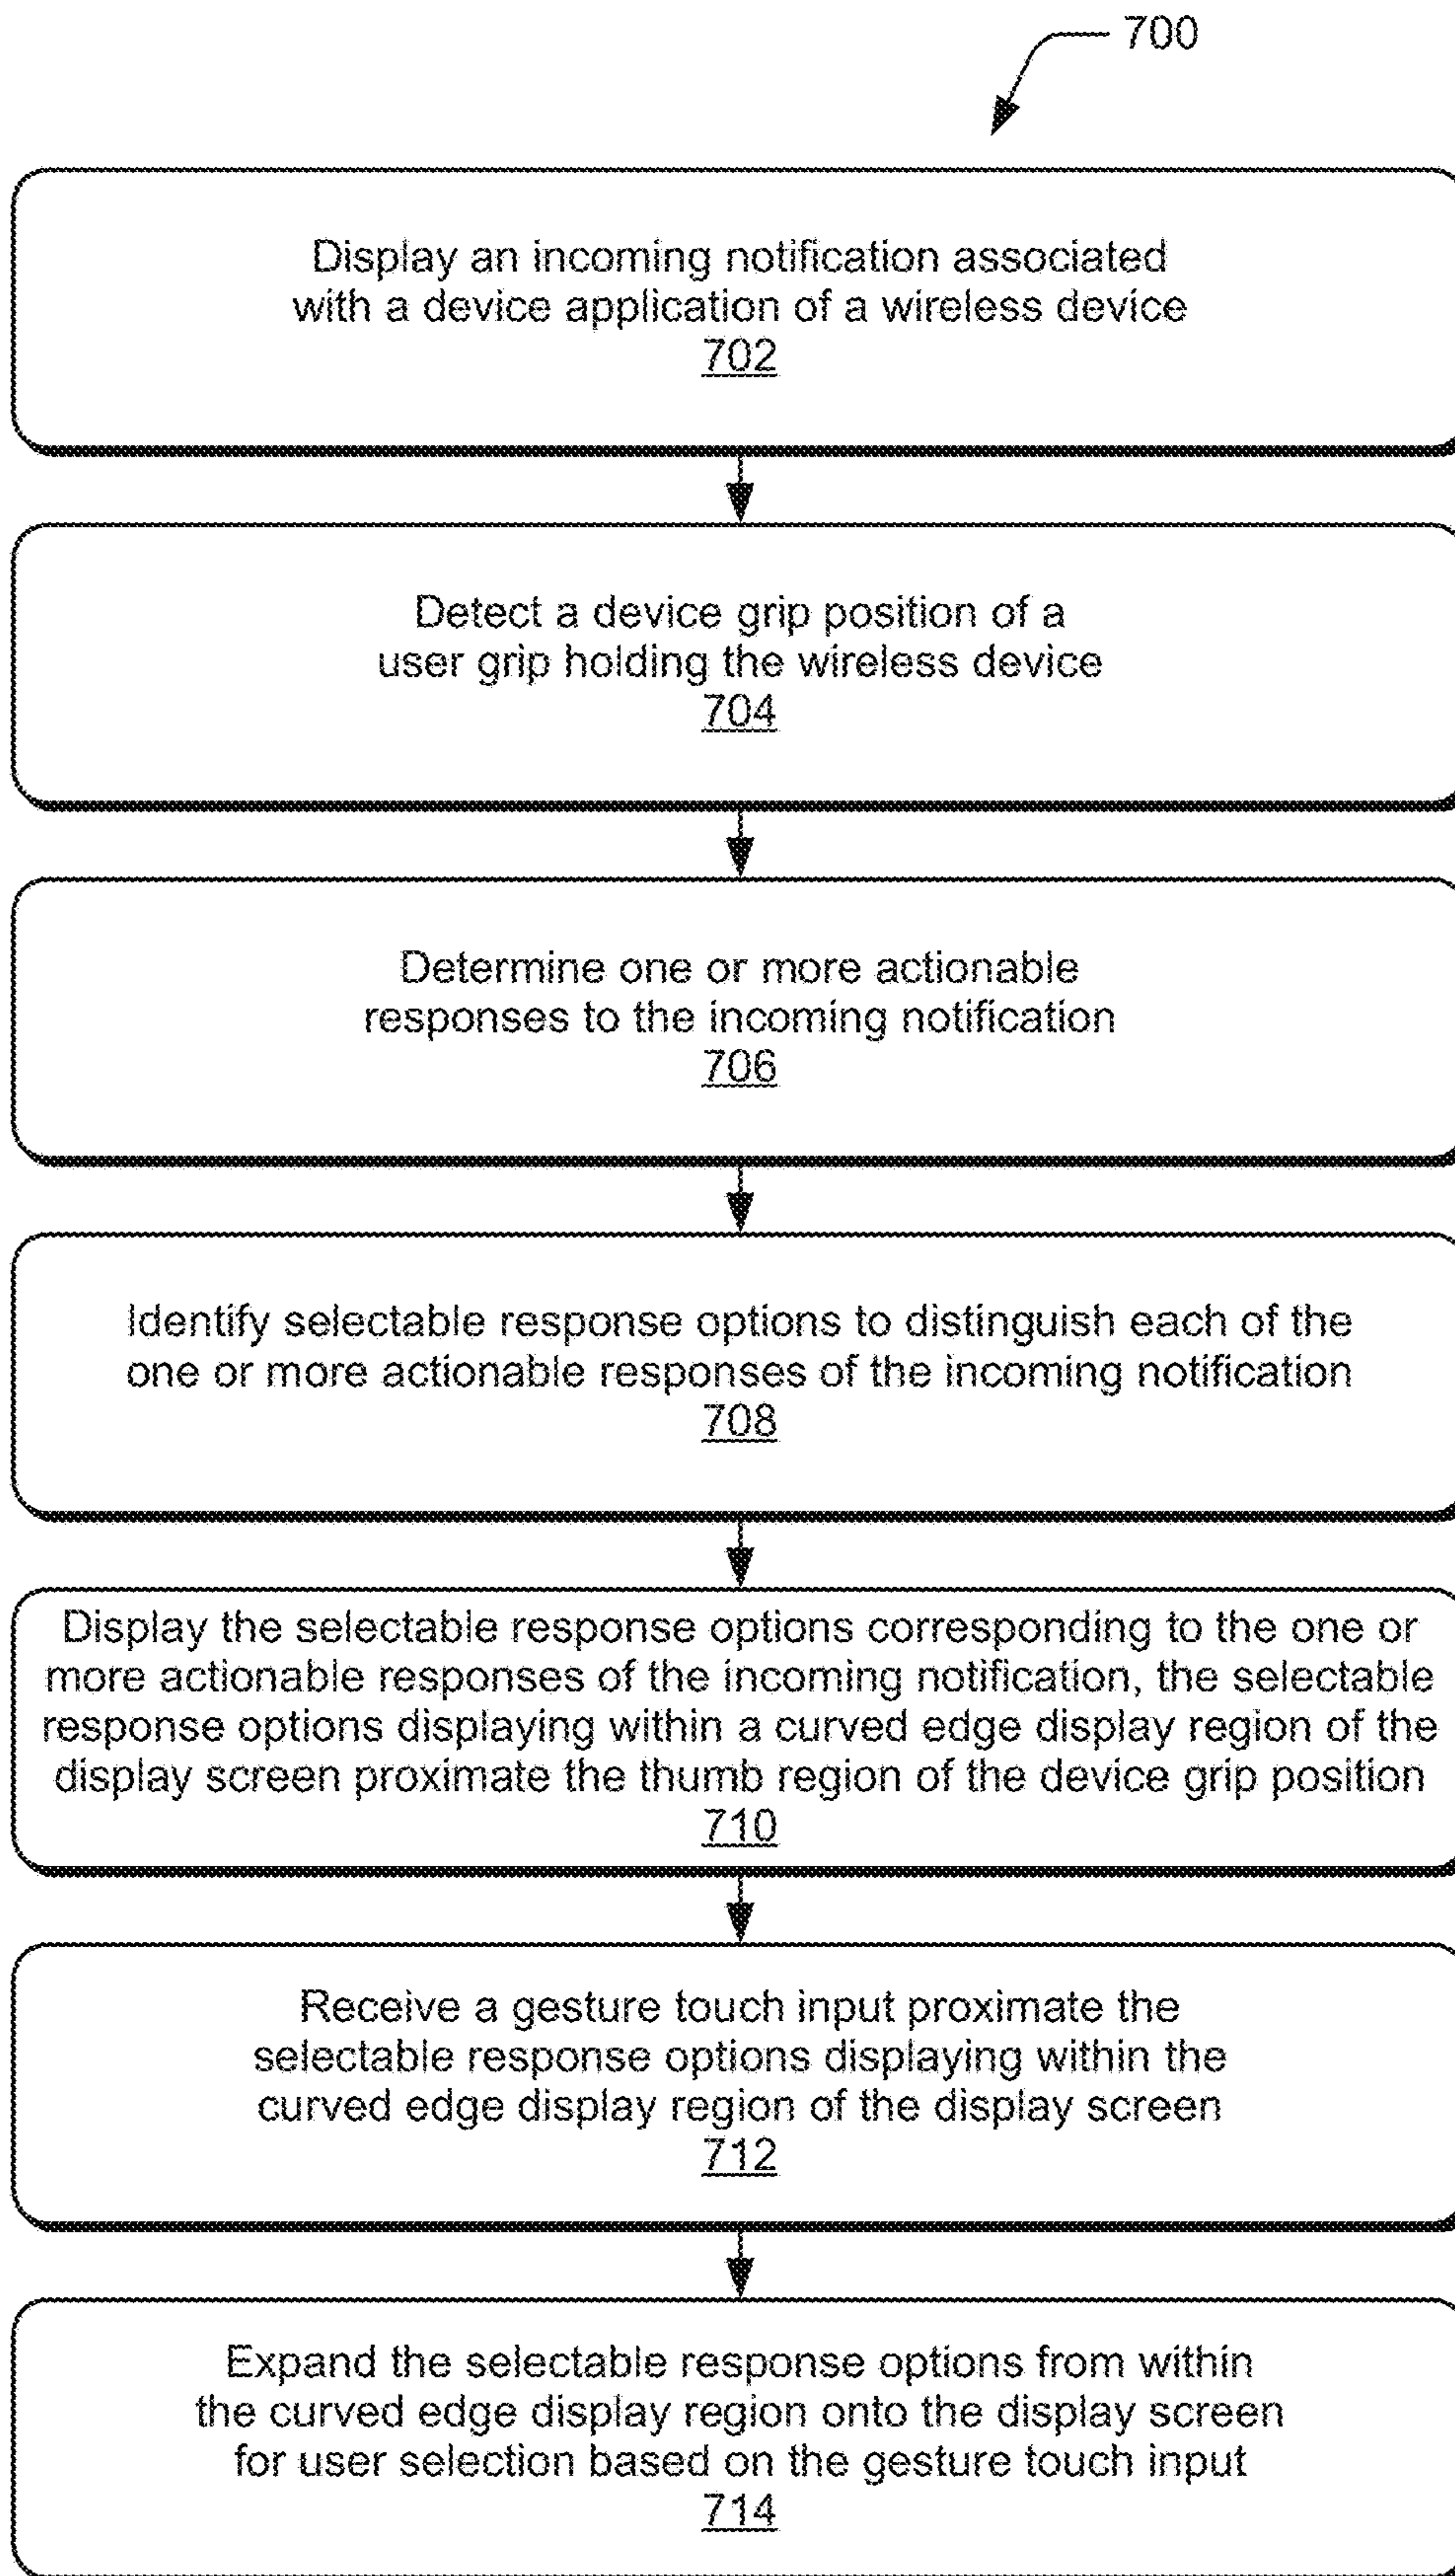 700
Display an incoming notification associated
with a device application of a wireless device
702
Detect a device grip position of a
user grip holding the wireless device
704
Determine one or more actionable
responses to the incoming notification
706
Identify selectable response options to distinguish each of the
one or more actionable responses of the incoming notification
708
Display the selectable response options corresponding to the one or
more actionable responses of the incoming notification, the selectable
response options displaying within a curved edge display region of the
display screen proximate the thumb region of the device grip position
710
Receive a gesture touch input proximate the
selectable response options displaying within the
curved edge display region of the display screen
712
Expand the selectable response options from within
the curved edge display region onto the display screen
for user selection based on the gesture touch input
714